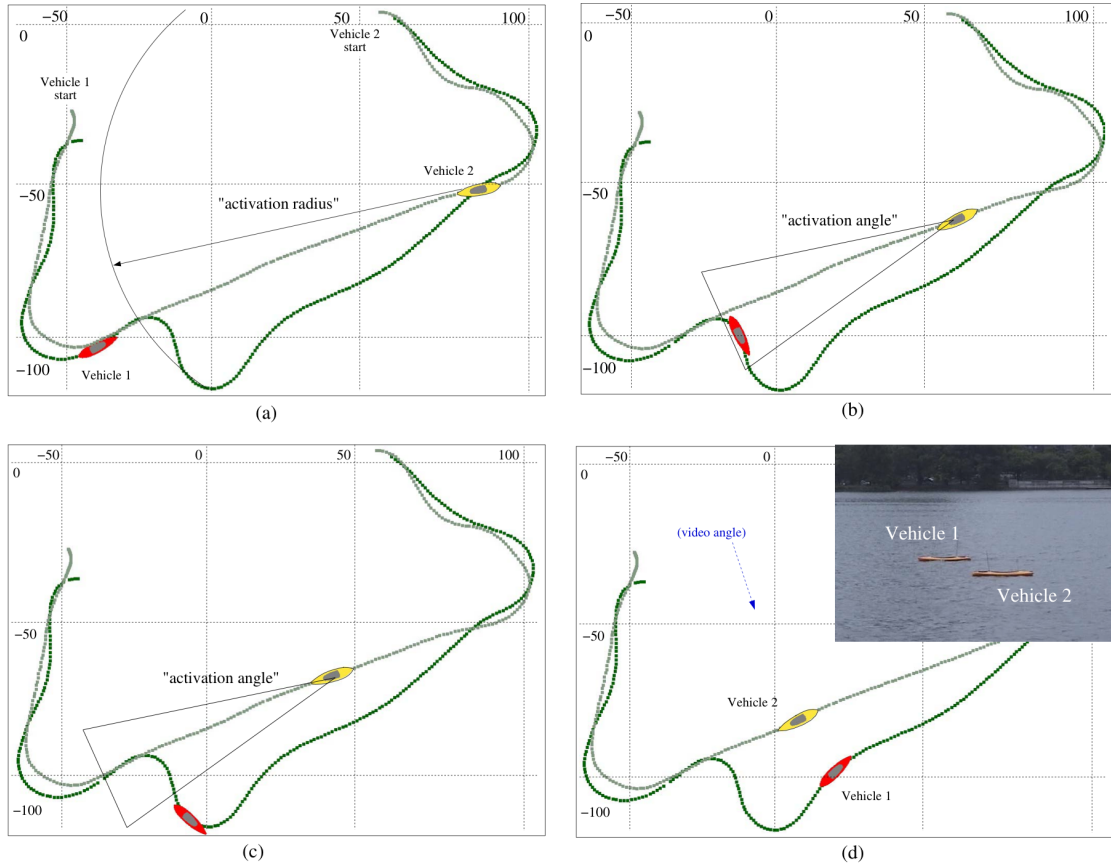 −50
0
100
0
Vehicle 2
start
Vehicle 1
start
Vehicle 2
−50
"activation radius"
−100
Vehicle 1
(a)
−50
0
50
100
0
−50
"activation angle"
−100
(b)
−50
0
50
100
0
−50
"activation angle"
−100
(c)
−50
0
0
Vehicle 1
(video angle)
Vehicle 2
−50
Vehicle 2
Vehicle 1
−100
(d)